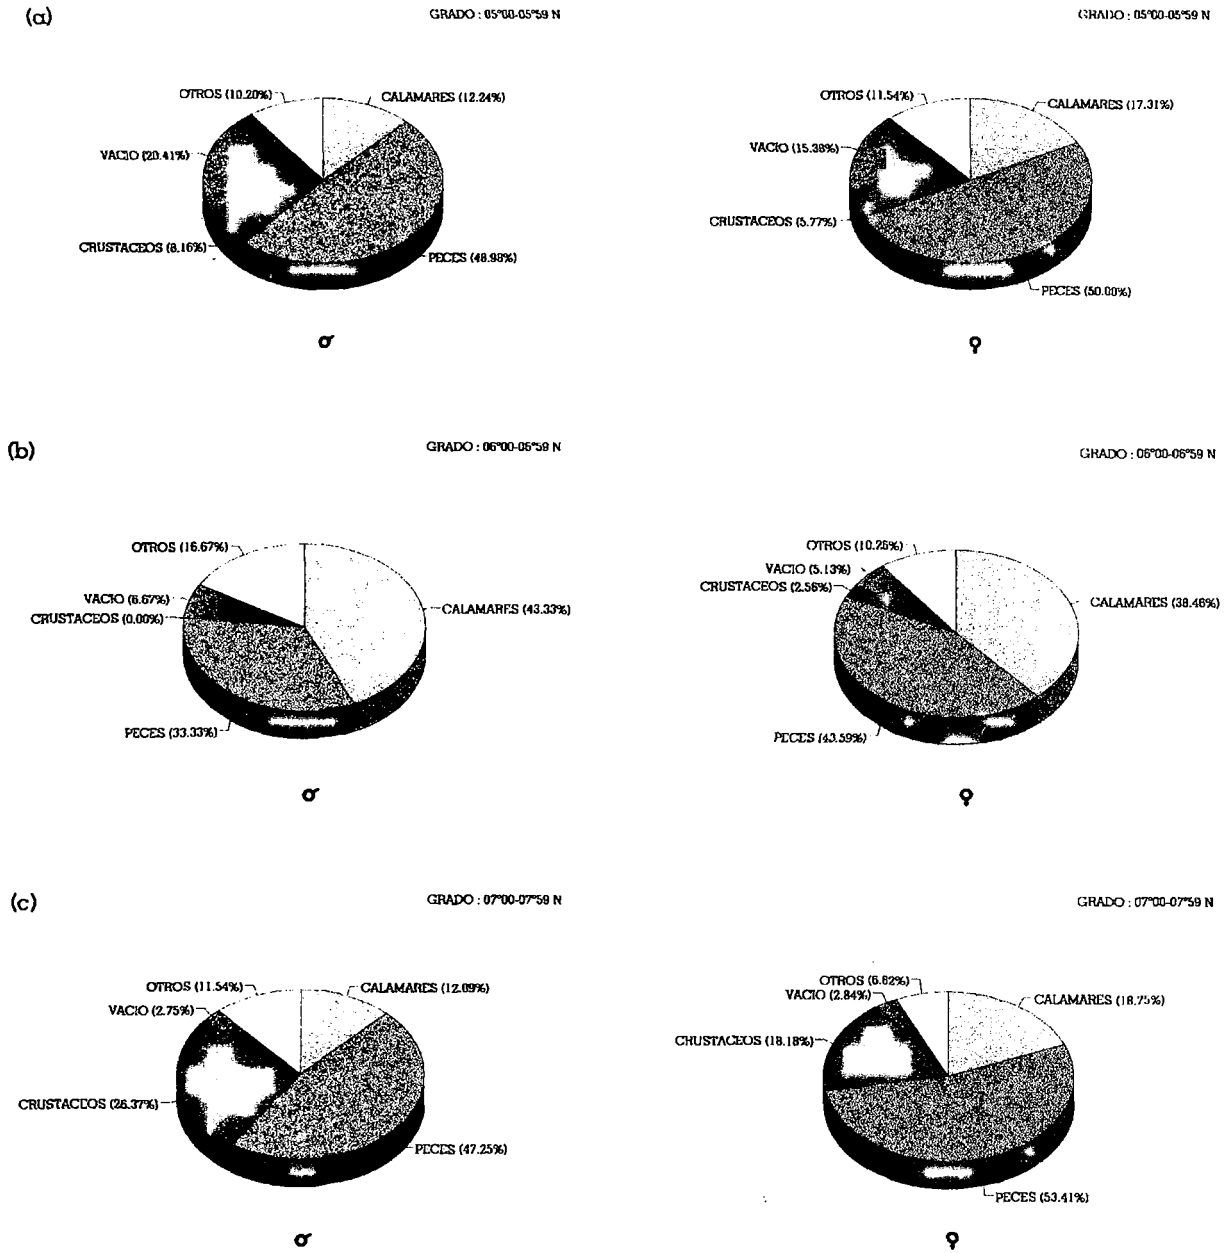 (a)
GRADO : 05°00-05°59 N
GRADO : 05°00-05°59 N
OTROS (10.20%)
CALAMARES (12.24%)
VACIO (20.41%)
CRUSTACEOS (8.16%)
PECES (48.98%)
♂
OTROS (11.54%)
CALAMARES (17.31%)
VACIO (15.38%)
CRUSTACEOS (5.77%)
PECES (50.00%)
♀
(b)
GRADO : 06°00-06°59 N
GRADO : 06°00-06°59 N
OTROS (16.67%)
VACIO (6.67%)
CRUSTACEOS (0.00%)
CALAMARES (43.33%)
PECES (33.33%)
♂
OTROS (10.26%)
VACIO (5.13%)
CRUSTACEOS (2.56%)
CALAMARES (38.46%)
PECES (43.59%)
♀
(c)
GRADO : 07°00-07°59 N
GRADO : 07°00-07°59 N
OTROS (11.54%)
CALAMARES (12.09%)
VACIO (2.75%)
CRUSTACEOS (26.37%)
PECES (47.25%)
♂
OTROS (6.82%)
VACIO (2.84%)
CALAMARES (18.75%)
CRUSTACEOS (18.18%)
PECES (53.41%)
♀